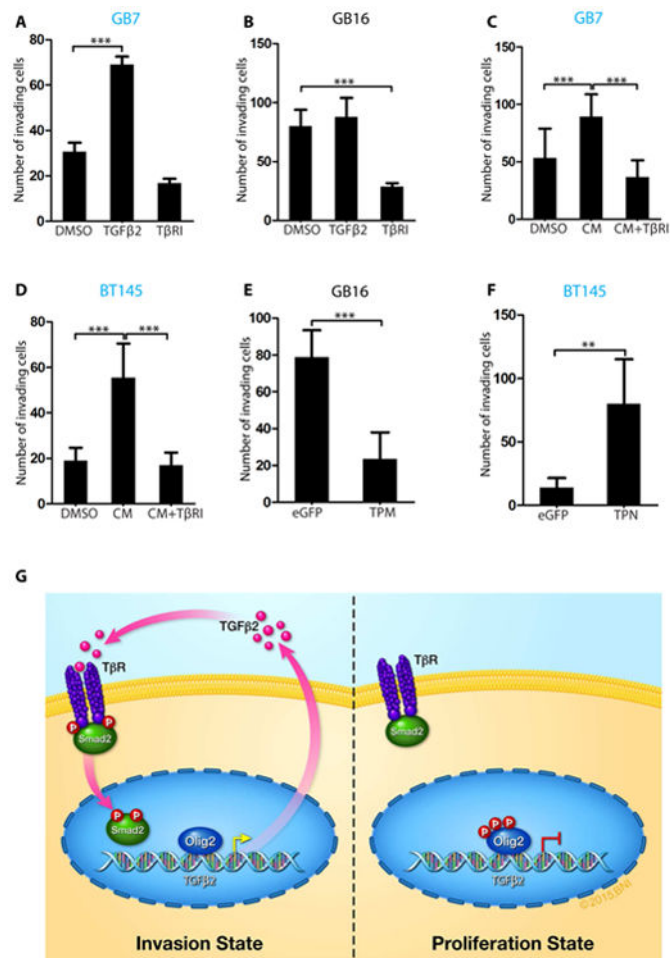 A
GB7
Number of invading cells
80
60
40
20
0
***
DMSO TGFβ2 TβRI
B
GB16
Number of invading cells
150
100
50
0
***
DMSO TGFβ2 TβRI
C
GB7
Number of invading cells
150
100
50
0
*** ***
DMSO CM CM+TβRI
D
BT145
Number of invading cells
80
60
40
20
0
*** ***
DMSO CM CM+TβRI
E
GB16
Number of invading cells
100
80
60
40
20
0
***
eGFP TPM
F
BT145
Number of invading cells
150
100
50
0
**
eGFP TPN
G
TGFβ2
TβR
P P
Smad2
P P
Smad2
Olig2
TGFβ2
Invasion State
TβR
Smad2
P P P
Olig2
TGFβ2
©2015,BNI
Proliferation State